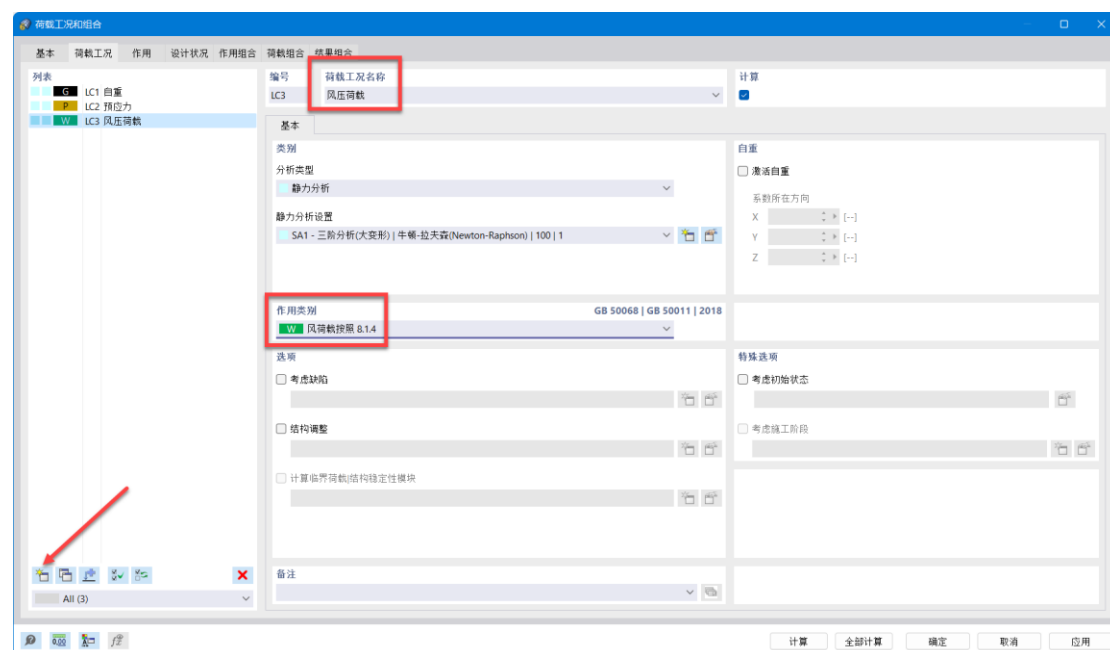 荷载工况和组合
基本 荷载工况 作用 设计状况 作用组合 荷载组合 结果组合
列表
G LC1 自重
P LC2 预应力
W LC3 风压荷载
编号 荷载工况名称
LC3 风压荷载
计算
基本
类别
分析类型
静力分析
静力分析设置
SA1 - 三阶分析(大变形) | 牛顿-拉夫森(Newton-Raphson) | 100 | 1
自重
激活自重
系数所在方向
X [--]
Y [--]
Z [--]
作用类别 GB 50068 | GB 50011 | 2018
W 风荷载按照 8.1.4
选项
考虑缺陷
结构调整
计算临界荷载|结构稳定性模块
特殊选项
考虑初始状态
考虑施工阶段
All (3)
备注
计算 全部计算 确定 取消 应用